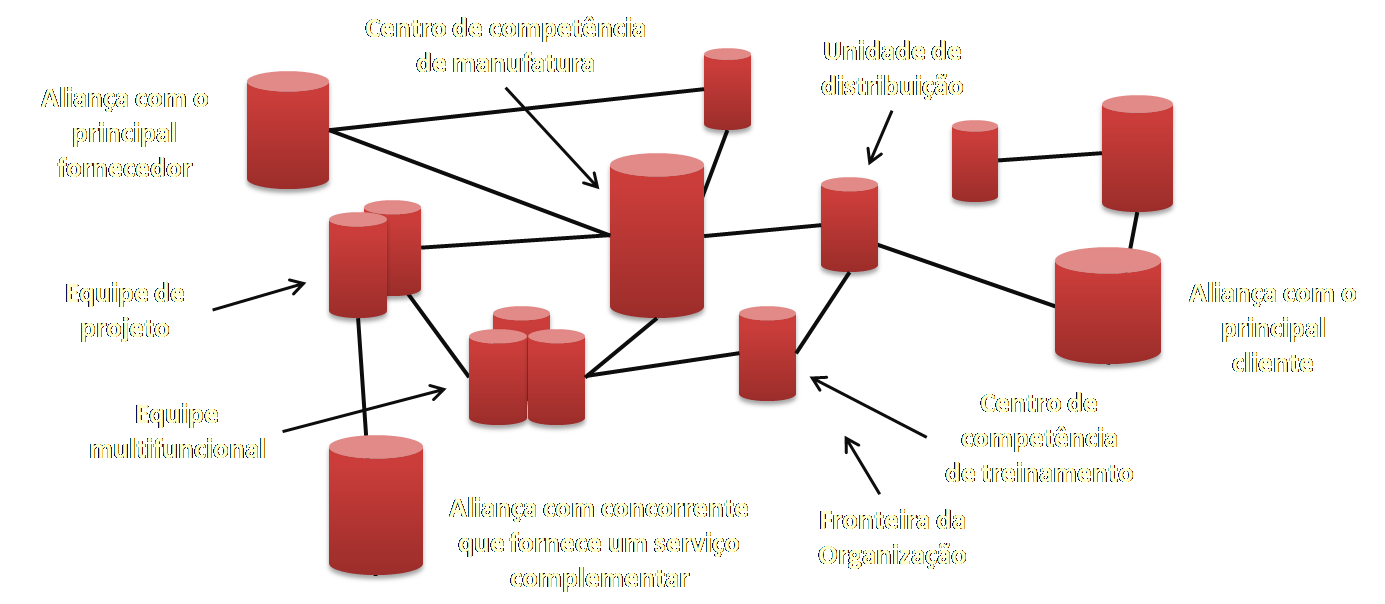 Centro de competência
de manufatura
Unidade de
distribuição
Aliança com o
principal
fornecedor
Equipe de
projeto
Aliança com o
principal
cliente
Equipe
multifuncional
Centro de
competência
de treinamento
Aliança com concorrente
que fornece um serviço
complementar
Fronteira da
Organização